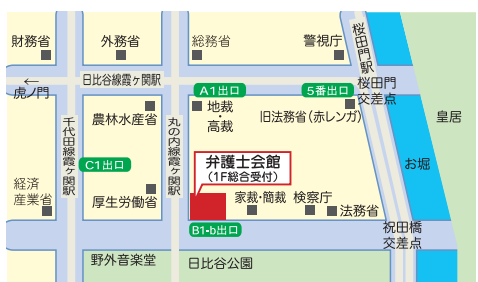 財務省
外務省
総務省
警視庁
桜田門駅
皇居
←
虎ノ門
日比谷線霞ヶ関駅
A1出口
5番出口
桜田門
交差点
千代田線霞ヶ関駅
農林水産省
丸の内線霞ヶ関駅
地裁
・
高裁
旧法務省(赤レンガ)
C1出口
弁護士会館
(1F総合受付)
お堀
経済
産業省
厚生労働省
家裁・簡裁
検察庁
法務省
B1-b出口
祝田橋
交差点
野外音楽堂
日比谷公園